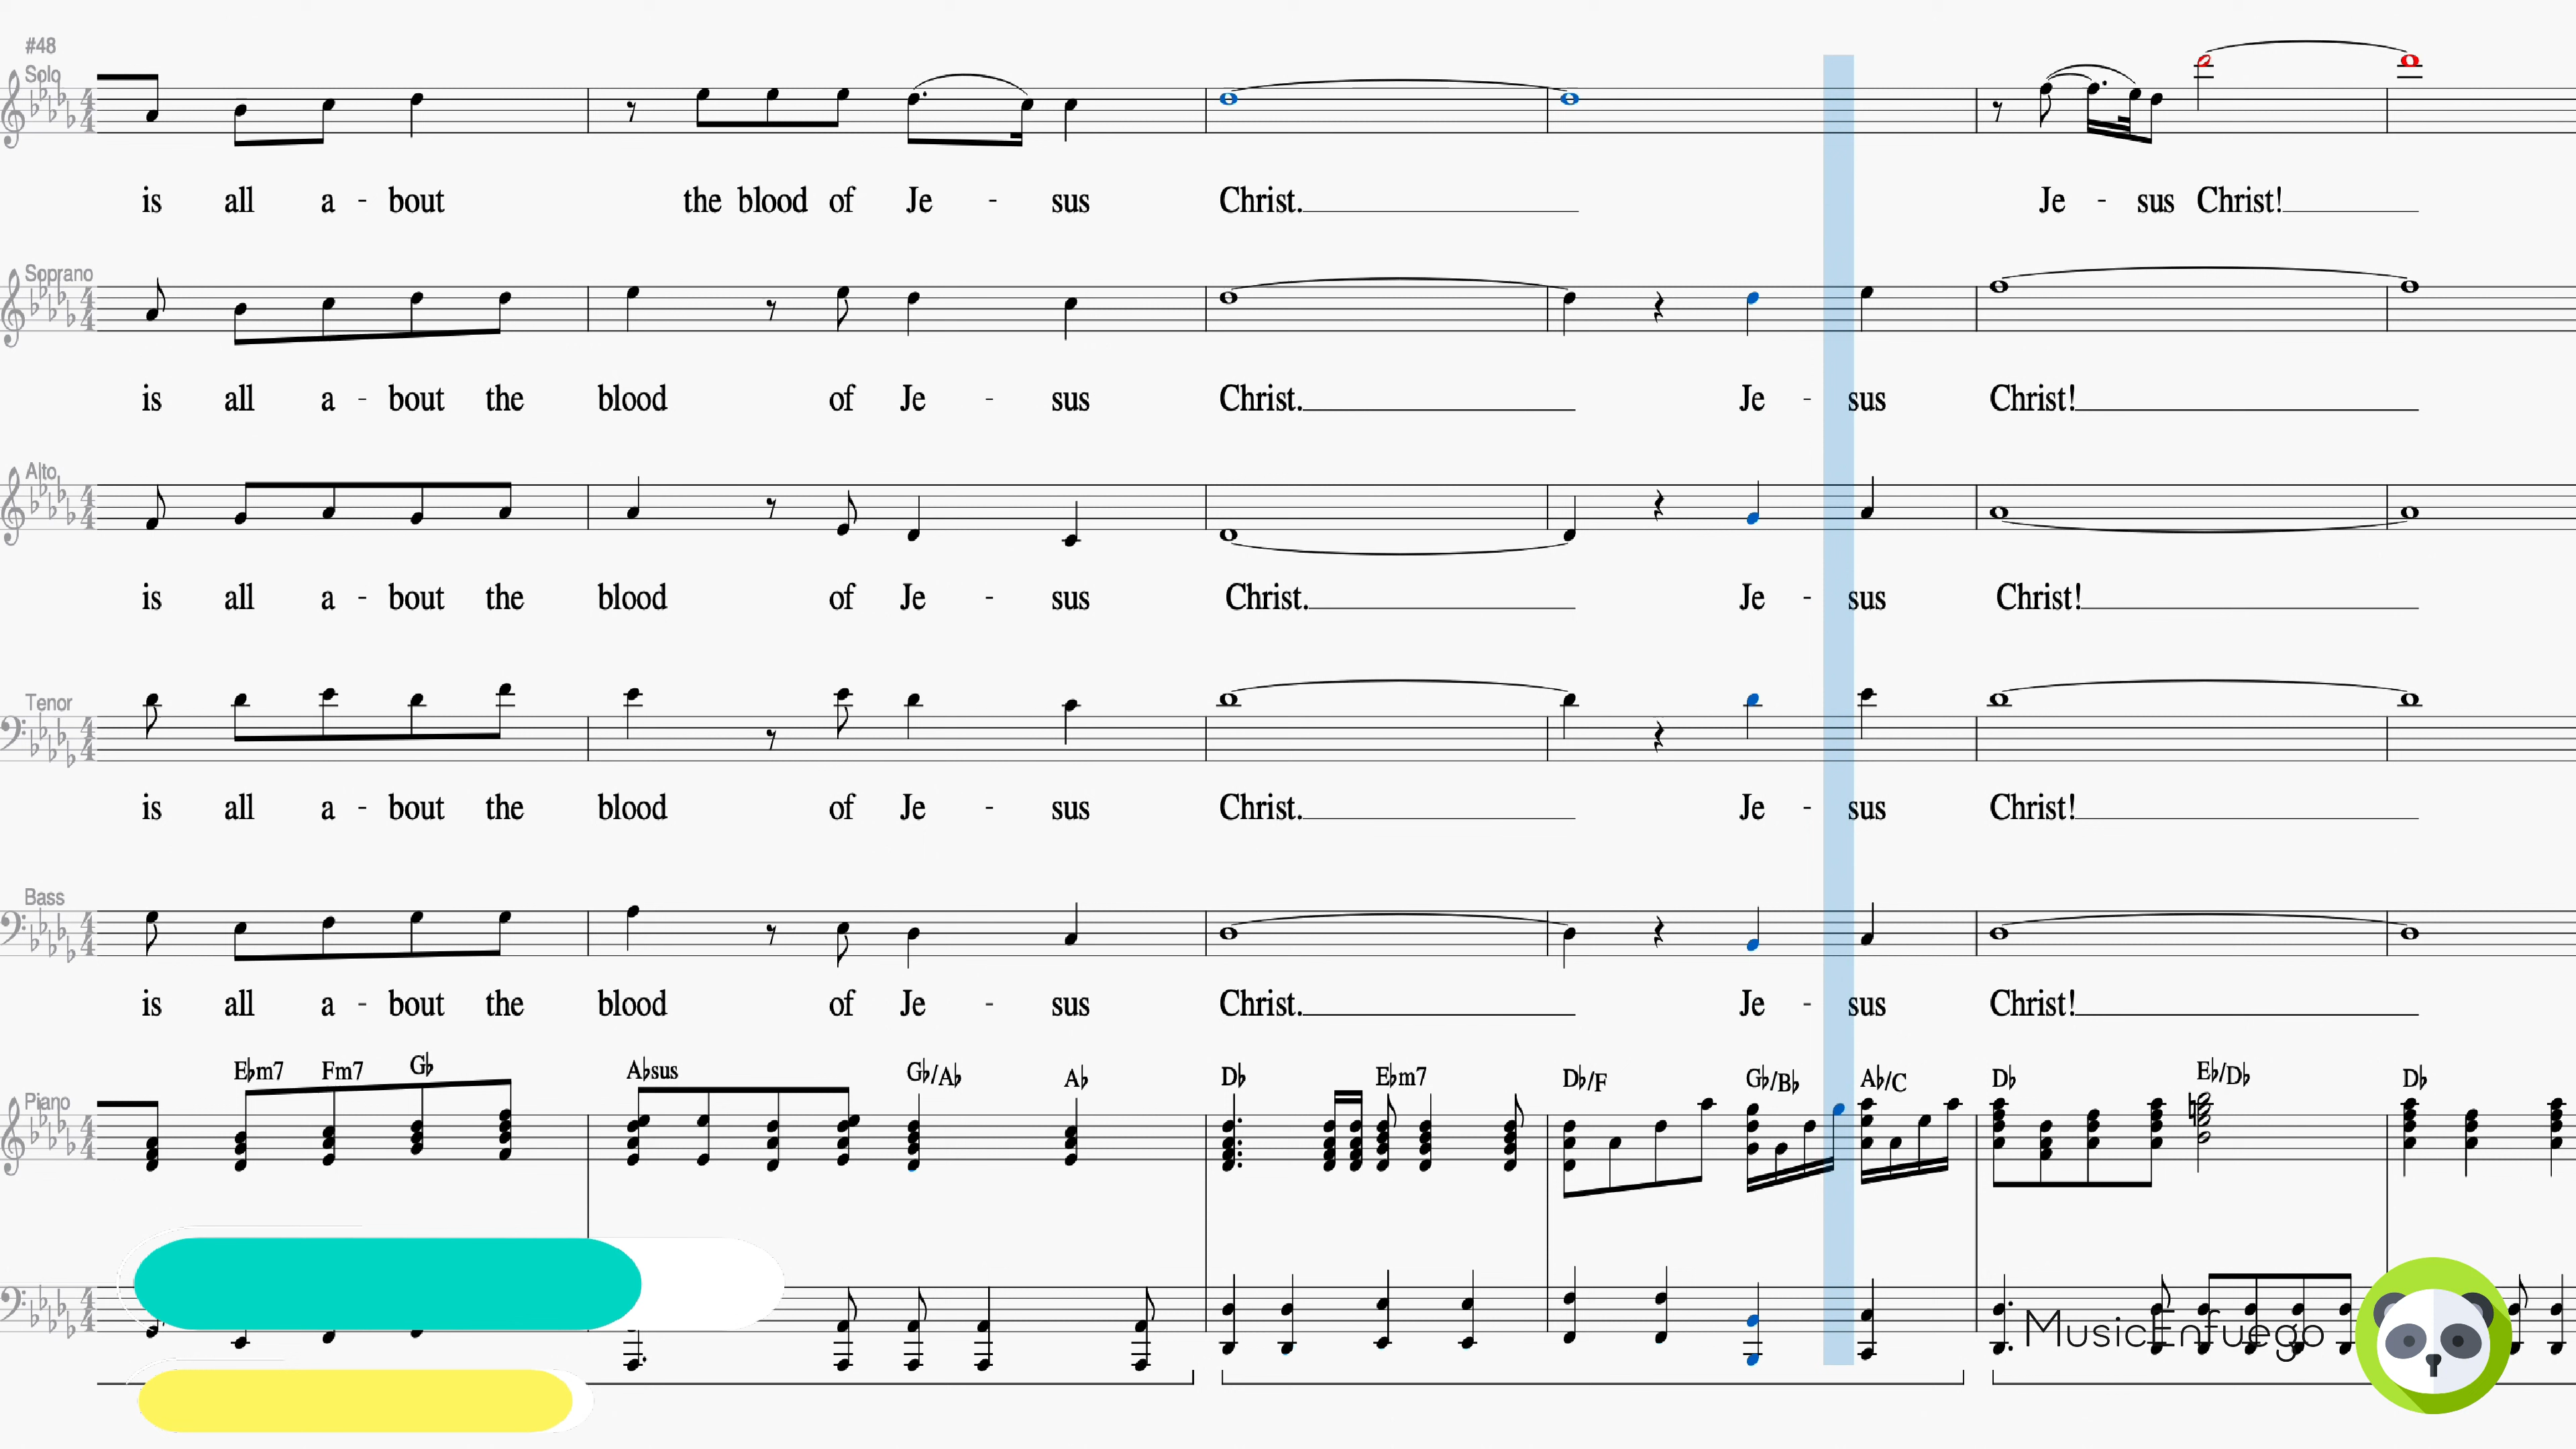 #48
Solo
is all a - bout the blood of Je - sus Christ. Je - sus Christ!
Soprano
is all a - bout the blood of Je - sus Christ. Je - sus Christ!
Alto
is all a - bout the blood of Je - sus Christ. Je - sus Christ!
Tenor
is all a - bout the blood of Je - sus Christ. Je - sus Christ!
Bass
is all a - bout the blood of Je - sus Christ. Je - sus Christ!
E♭m7 Fm7 G♭ A♭sus G♭/A♭ A♭ D♭ E♭m7 D♭/F G♭/B♭ A♭/C D♭ E♭/D♭ D♭
Piano
MusicEnfuego